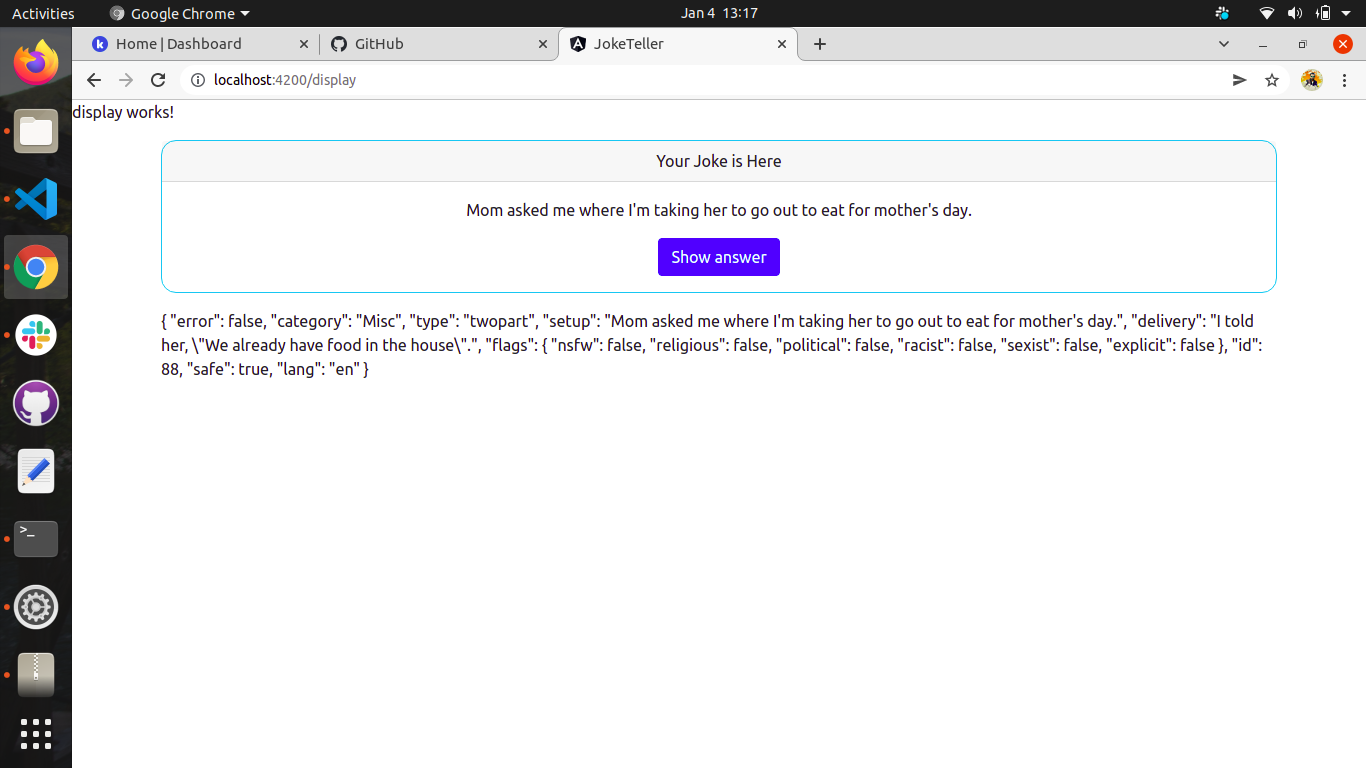 Activities Google Chrome Jan 4 13:17
Home | Dashboard GitHub JokeTeller
localhost:4200/display
display works!
Your Joke is Here
Mom asked me where I'm taking her to go out to eat for mother's day.
Show answer
{ "error": false, "category": "Misc", "type": "twopart", "setup": "Mom asked me where I'm taking her to go out to eat for mother's day.", "delivery": "I told
her, \"We already have food in the house\".", "flags": { "nsfw": false, "religious": false, "political": false, "racist": false, "sexist": false, "explicit": false }, "id":
88, "safe": true, "lang": "en" }